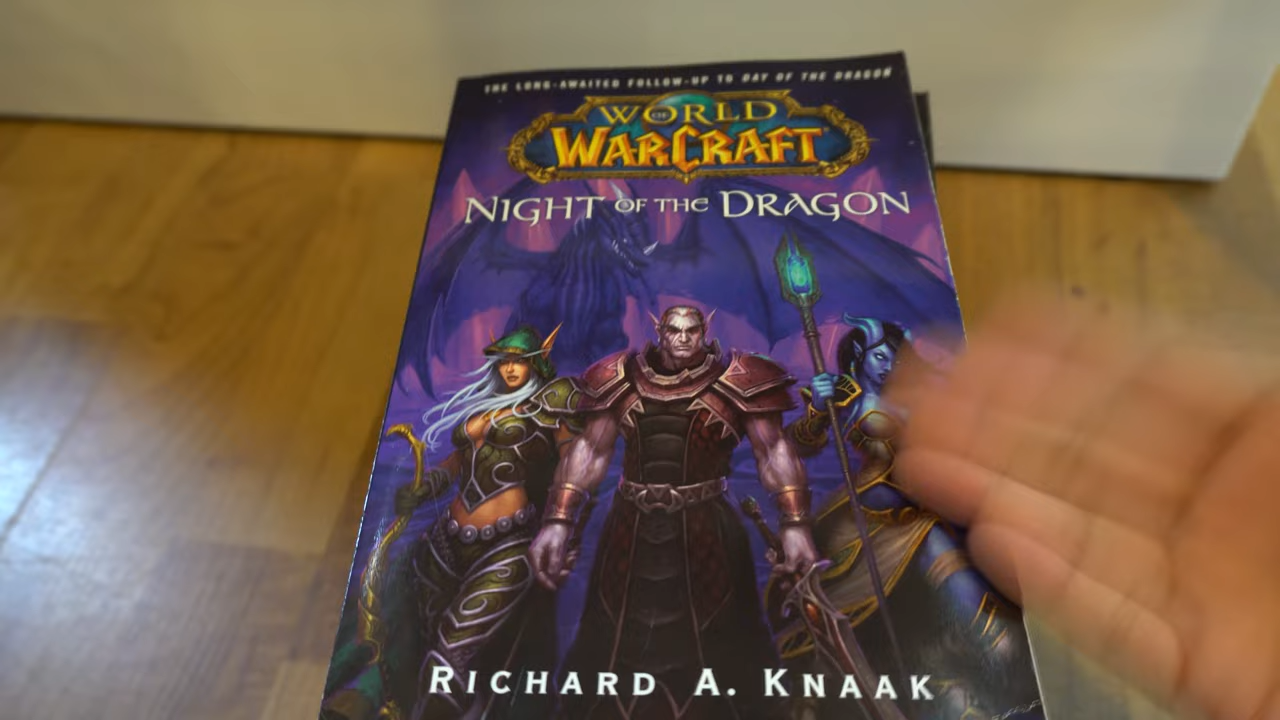 THE LONG-AWAITED FOLLOW-UP TO DAY OF THE DRAGON
WORLD OF
WARCRAFT
NIGHT OF THE DRAGON
RICHARD A. KNAAK